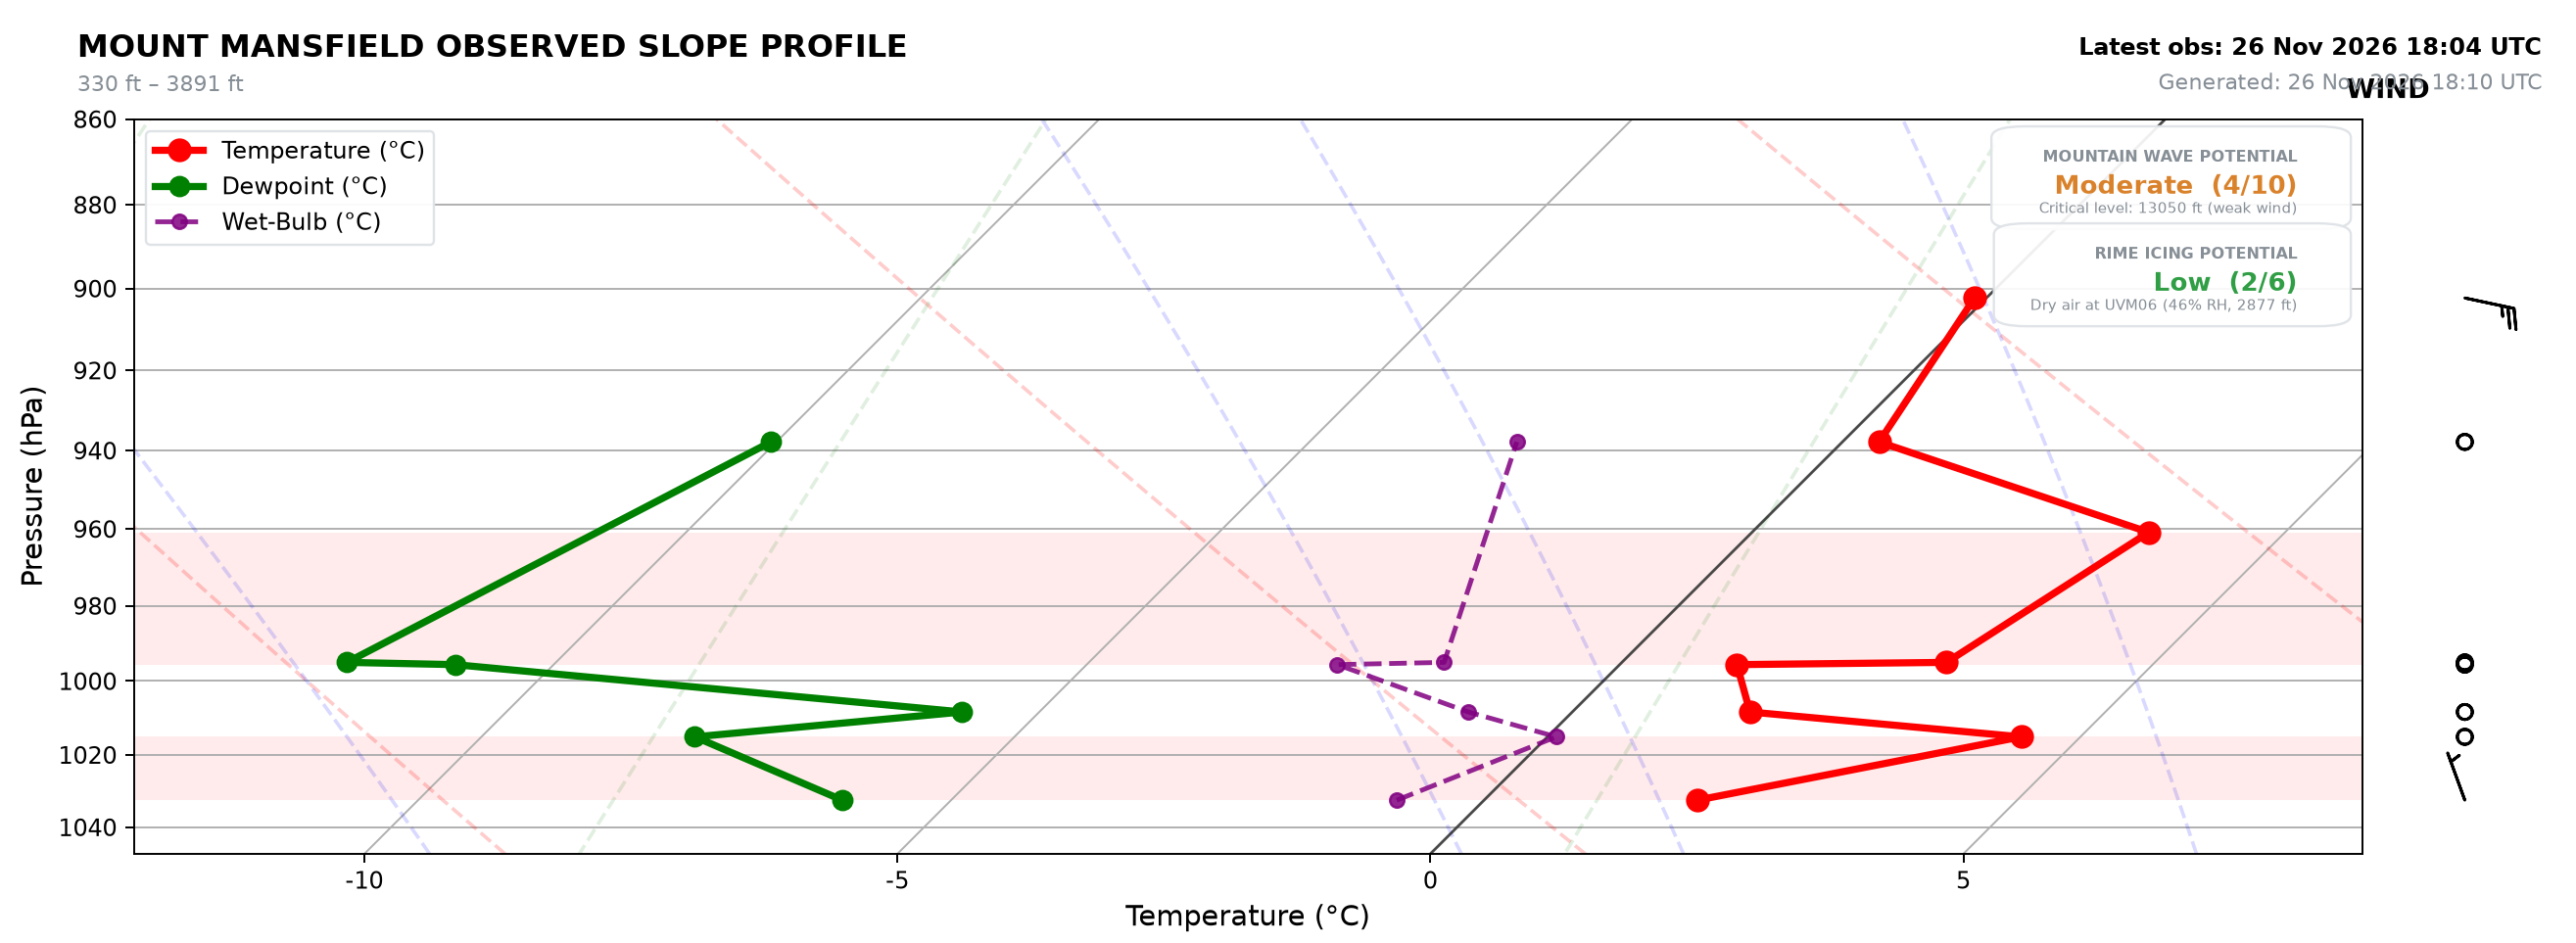 MOUNT MANSFIELD OBSERVED SLOPE PROFILE
330 ft – 3891 ft
Latest obs: 26 Nov 2026 18:04 UTC
Generated: 26 Nov 2026 18:10 UTC
WIND
Temperature (°C)
Dewpoint (°C)
Wet-Bulb (°C)
MOUNTAIN WAVE POTENTIAL
Moderate (4/10)
Critical level: 13050 ft (weak wind)
RIME ICING POTENTIAL
Low (2/6)
Dry air at UVM06 (46% RH, 2877 ft)
Pressure (hPa)
860
880
900
920
940
960
980
1000
1020
1040
-10
-5
0
5
Temperature (°C)